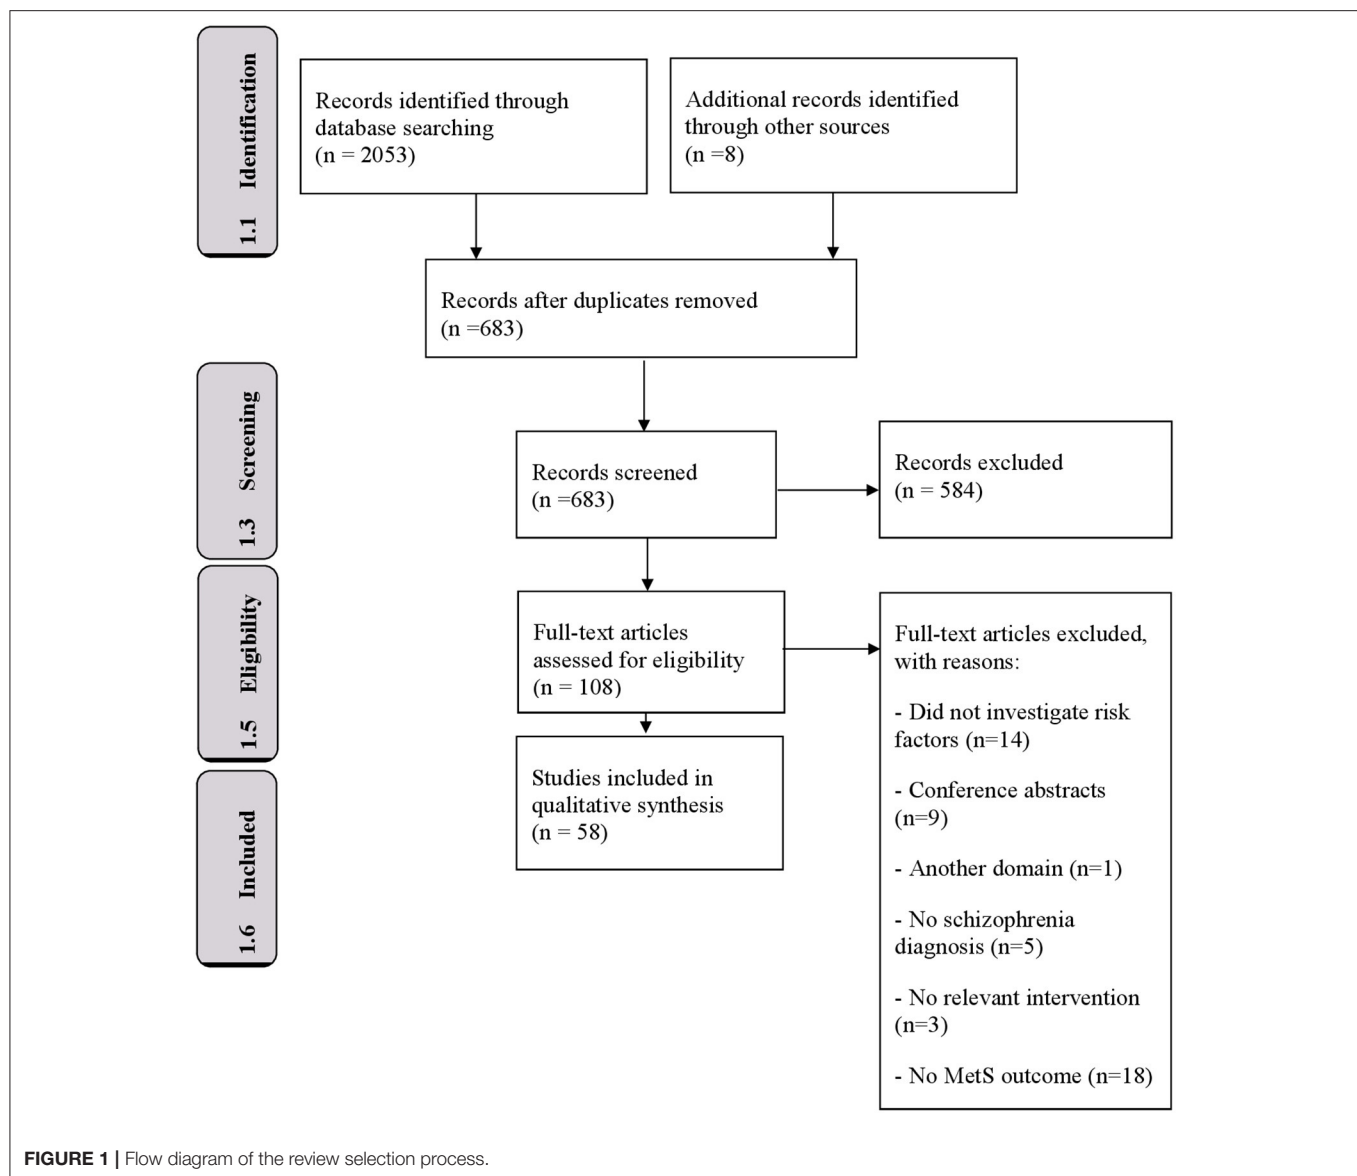 1.1 Identification
Records identified through
database searching
(n = 2053)
Additional records identified
through other sources
(n =8)
Records after duplicates removed
(n =683)
1.3 Screening
Records screened
(n =683)
Records excluded
(n = 584)
1.5 Eligibility
Full-text articles
assessed for eligibility
(n = 108)
Full-text articles excluded,
with reasons:
- Did not investigate risk
factors (n=14)
- Conference abstracts
(n=9)
- Another domain (n=1)
- No schizophrenia
diagnosis (n=5)
- No relevant intervention
(n=3)
- No MetS outcome (n=18)
1.6 Included
Studies included in
qualitative synthesis
(n = 58)
FIGURE 1 | Flow diagram of the review selection process.